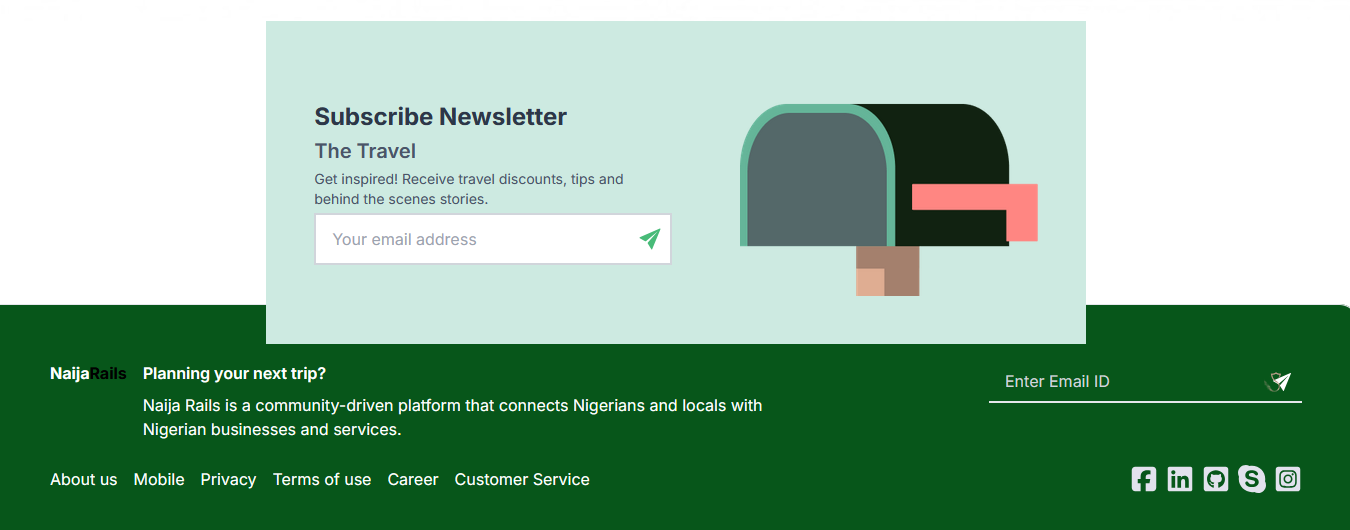 Subscribe Newsletter
The Travel
Get inspired! Receive travel discounts, tips and
behind the scenes stories.
Your email address
NaijaRails
Planning your next trip?
Enter Email ID
Naija Rails is a community-driven platform that connects Nigerians and locals with
Nigerian businesses and services.
About us Mobile Privacy Terms of use Career Customer Service